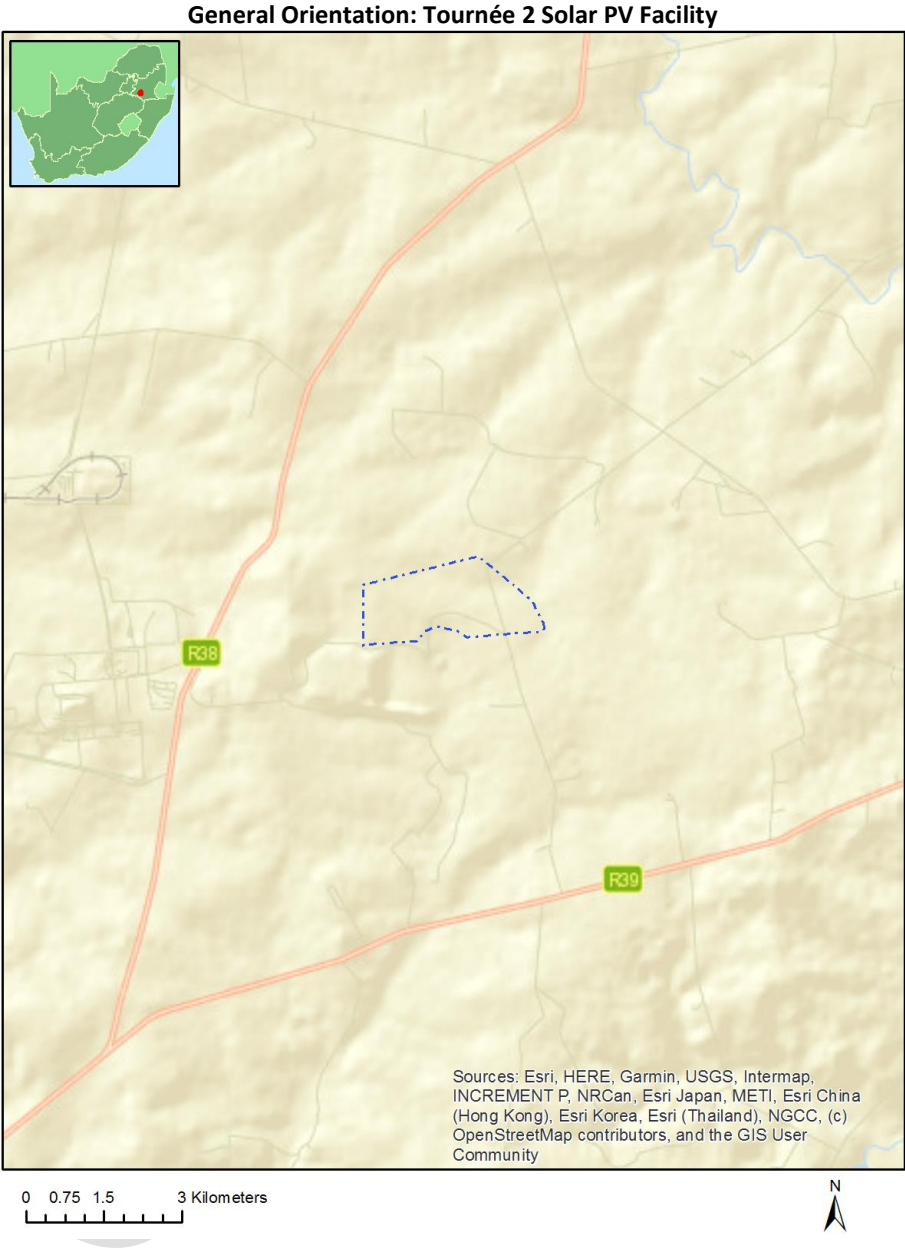 General Orientation: Tournée 2 Solar PV Facility
R38
R39
Sources: Esri, HERE, Garmin, USGS, Intermap,
INCREMENT P, NRCan, Esri Japan, METI, Esri China
(Hong Kong), Esri Korea, Esri (Thailand), NGCC, (c)
OpenStreetMap contributors, and the GIS User
Community
0 0.75 1.5 3 Kilometers
N